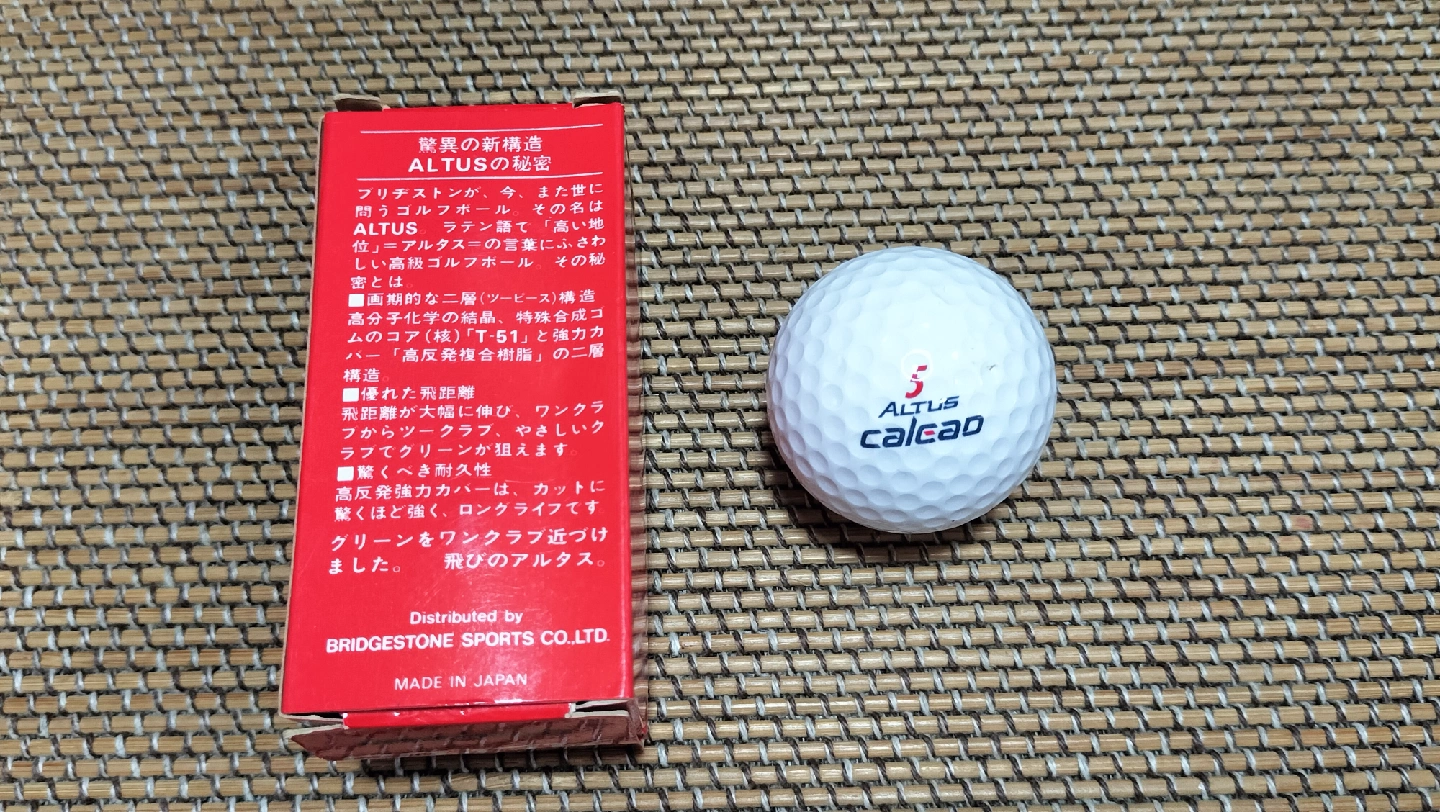 驚異の新構造
ALTUSの秘密
ブリヂストンが、今、また世に
問うゴルフボール。その名は
ALTUS。ラテン語で「高い地
位」=アルタス=の言葉にふさわ
しい高級ゴルフボール。その秘
密とは。
■画期的な二層(ツーピース)構造
高分子化学の結晶、特殊合成ゴ
ムのコア(核)「T-51」と強力カ
バー「高反発複合樹脂」の二層
構造。
■優れた飛距離
飛距離が大幅に伸び、ワンクラ
ブからツークラブ、やさしいク
ラブでグリーンが狙えます。
■驚くべき耐久性
高反発強力カバーは、カットに
驚くほど強く、ロングライフです
グリーンをワンクラブ近づけ
ました。 飛びのアルタス。
Distributed by
BRIDGESTONE SPORTS CO.,LTD.
MADE IN JAPAN
5
ALTUS
calcao